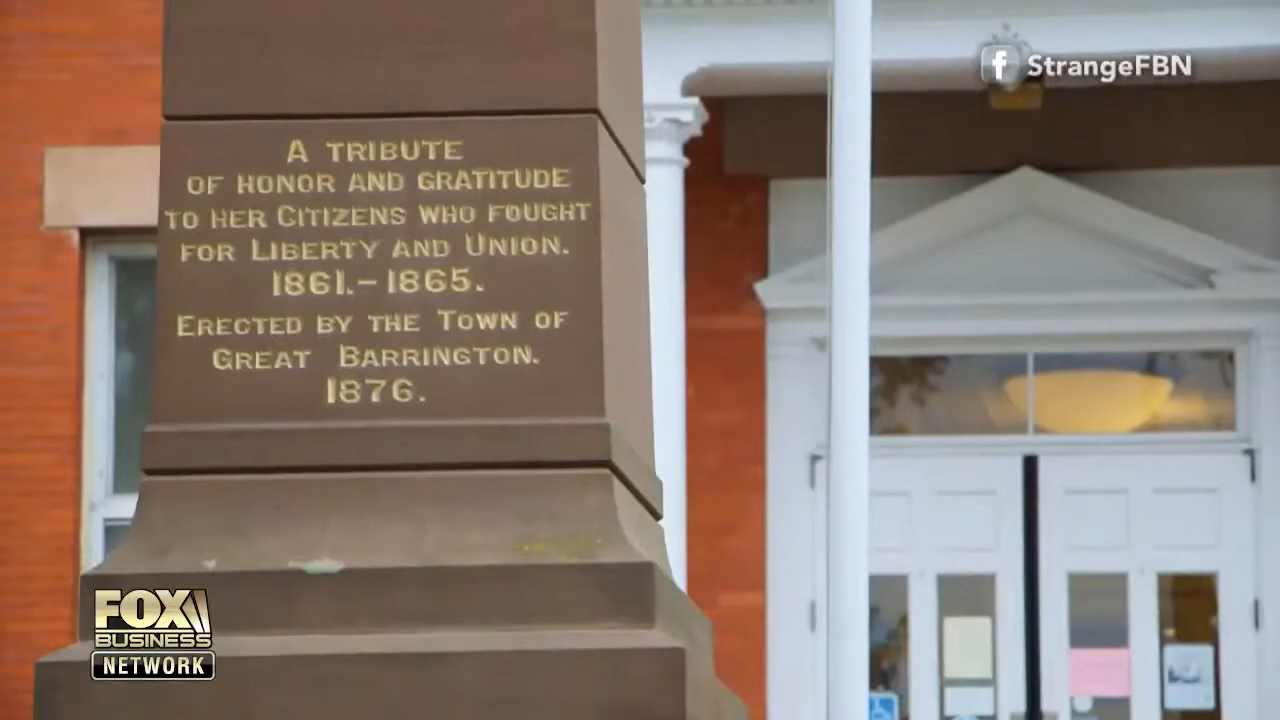 StrangeFBN
A TRIBUTE
OF HONOR AND GRATITUDE
TO HER CITIZENS WHO FOUGHT
FOR LIBERTY AND UNION.
1861.-1865.
ERECTED BY THE TOWN OF
GREAT BARRINGTON.
1876.
FOX
BUSINESS
NETWORK